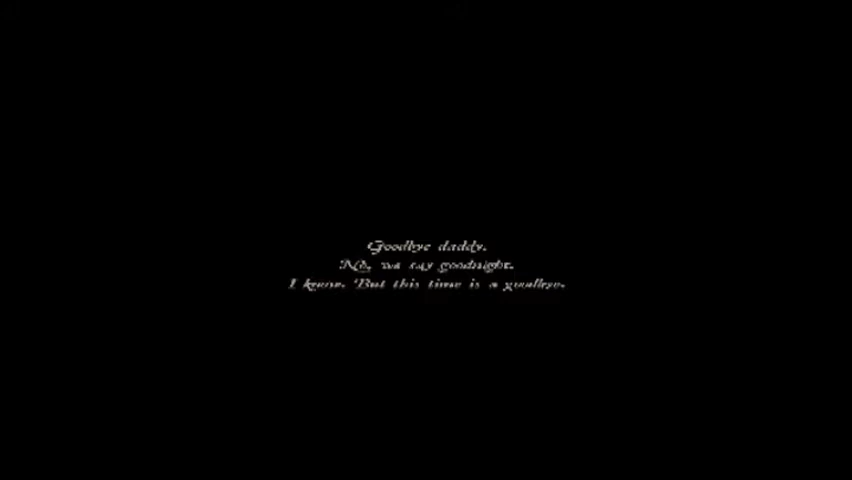 Goodbye daddy.
No, we say goodnight.
I know. But this time is a goodbye.